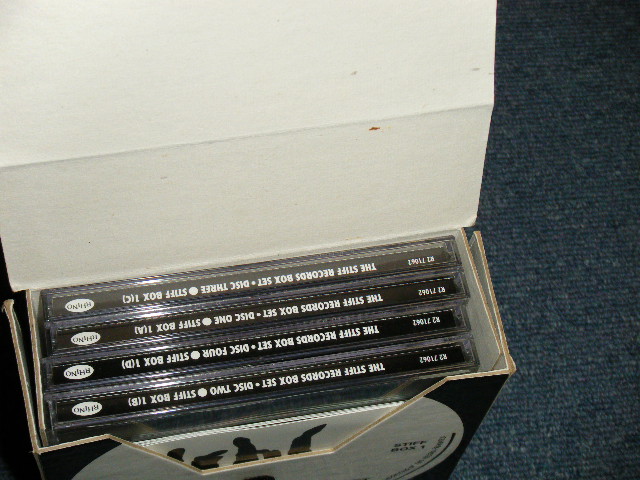 THE STIFF RECORDS BOX SET • DISC THREE ● STIFF BOX 1(C) R2 71062 RHINO
THE STIFF RECORDS BOX SET • DISC ONE ● STIFF BOX 1(A) R2 71062 RHINO
THE STIFF RECORDS BOX SET • DISC FOUR ● STIFF BOX 1(D) R2 71062 RHINO
THE STIFF RECORDS BOX SET • DISC TWO ● STIFF BOX 1(B) R2 71062 RHINO
STIFF
BOX 1